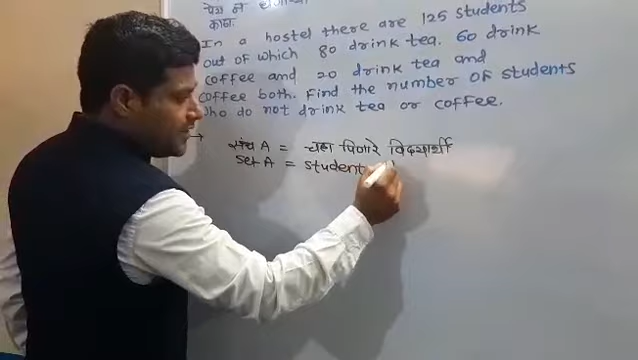 काढा.
In a hostel there are 125 students
out of which 80 drink tea. 60 drink
coffee and 20 drink tea and
coffee both. Find the number of students
who do not drink tea or coffee.
→ संच A = चहा पिणारे विद्यार्थी
set A = student